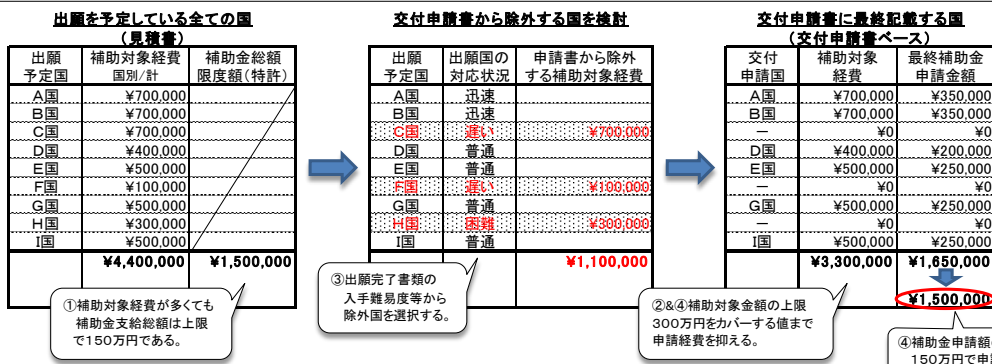 出願を予定している全ての国
（見積書）
出願
予定国
補助対象経費
国別/計
補助金総額
限度額（特許）
A国 ¥700,000
B国 ¥700,000
C国 ¥700,000
D国 ¥400,000
E国 ¥500,000
F国 ¥100,000
G国 ¥500,000
H国 ¥300,000
I国 ¥500,000
¥4,400,000 ¥1,500,000
①補助対象経費が多くても
補助金支給総額は上限
で150万円である。
交付申請書から除外する国を検討
出願
予定国
出願国の
対応状況
申請書から除外
する補助対象経費
A国 迅速
B国 迅速
C国 遅い ¥700,000
D国 普通
E国 普通
F国 遅い ¥100,000
G国 普通
H国 困難 ¥300,000
I国 普通
¥1,100,000
③出願完了書類の
入手難易度等から
除外国を選択する。
交付申請書に最終記載する国
（交付申請書ベース）
交付
申請国
補助対象
経費
最終補助金
申請金額
A国 ¥700,000 ¥350,000
B国 ¥700,000 ¥350,000
－ ¥0 ¥0
D国 ¥400,000 ¥200,000
E国 ¥500,000 ¥250,000
－ ¥0 ¥0
G国 ¥500,000 ¥250,000
－ ¥0 ¥0
I国 ¥500,000 ¥250,000
¥3,300,000 ¥1,650,000
¥1,500,000
②&④補助対象金額の上限
300万円をカバーする値まで
申請経費を抑える。
④補助金申請額
150万円で申